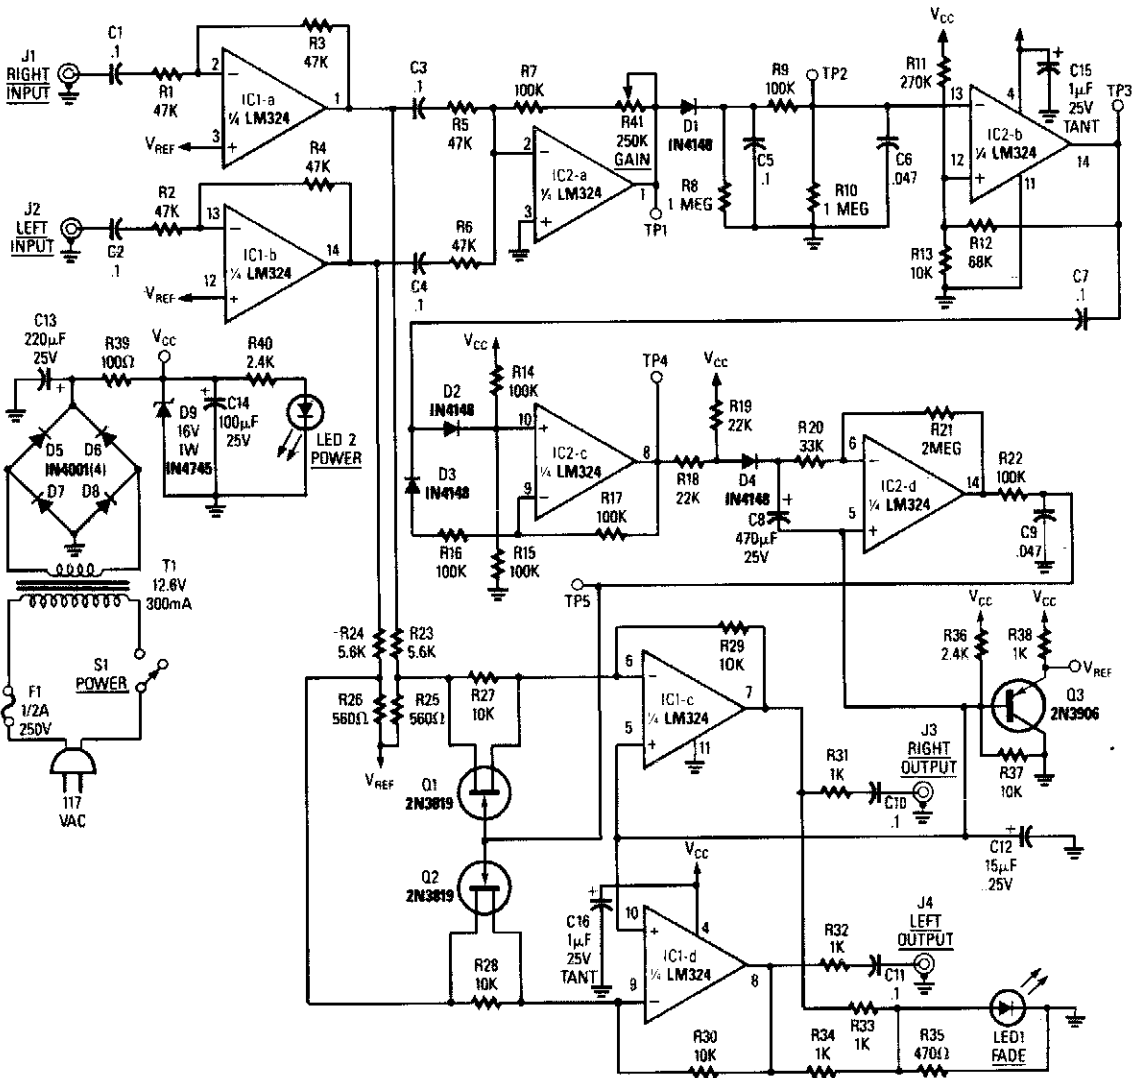 J1
RIGHT
INPUT
C1
.1
R1
47K
R3
47K
2
3
1
IC1-a
¼ LM324
VREF
J2
LEFT
INPUT
C2
.1
R2
47K
R4
47K
13
12
14
IC1-b
¼ LM324
VREF
C3
.1
R5
47K
C4
.1
R6
47K
R7
100K
R41
250K
GAIN
2
3
1
IC2-a
¼ LM324
TP1
D1
1N4148
R8
1 MEG
C5
.1
R9
100K
TP2
R10
1 MEG
C6
.047
VCC
R11
270K
13
12
4
11
14
IC2-b
¼ LM324
C15
+
1µF
25V
TANT
TP3
R12
68K
R13
10K
C7
.1
C13
220µF
25V
+
R39
100Ω
VCC
R40
2.4K
D9
16V
1W
1N4745
+
C14
100µF
25V
LED 2
POWER
D5
D6
1N4001(4)
D7
D8
T1
12.6V
300mA
S1
POWER
F1
1/2A
250V
117
VAC
D2
1N4148
D3
1N4148
VCC
R14
100K
10
9
8
IC2-c
¼ LM324
R15
100K
R16
100K
R17
100K
TP4
R18
22K
VCC
R19
22K
D4
1N4148
+
C8
470µF
25V
R20
33K
R21
2MEG
6
5
14
IC2-d
¼ LM324
R22
100K
C9
.047
TP5
R24
5.6K
R23
5.6K
R26
560Ω
R25
560Ω
VREF
R27
10K
Q1
2N3819
Q2
2N3819
R28
10K
R29
10K
6
5
7
11
IC1-c
¼ LM324
VCC
VCC
R36
2.4K
R38
1K
VREF
Q3
2N3906
R37
10K
R31
1K
C10
.1
J3
RIGHT
OUTPUT
+
C12
15µF
25V
VCC
+
C16
1µF
25V
TANT
10
9
4
8
IC1-d
¼ LM324
R30
10K
R32
1K
C11
.1
J4
LEFT
OUTPUT
R33
1K
R34
1K
R35
470Ω
LED1
FADE